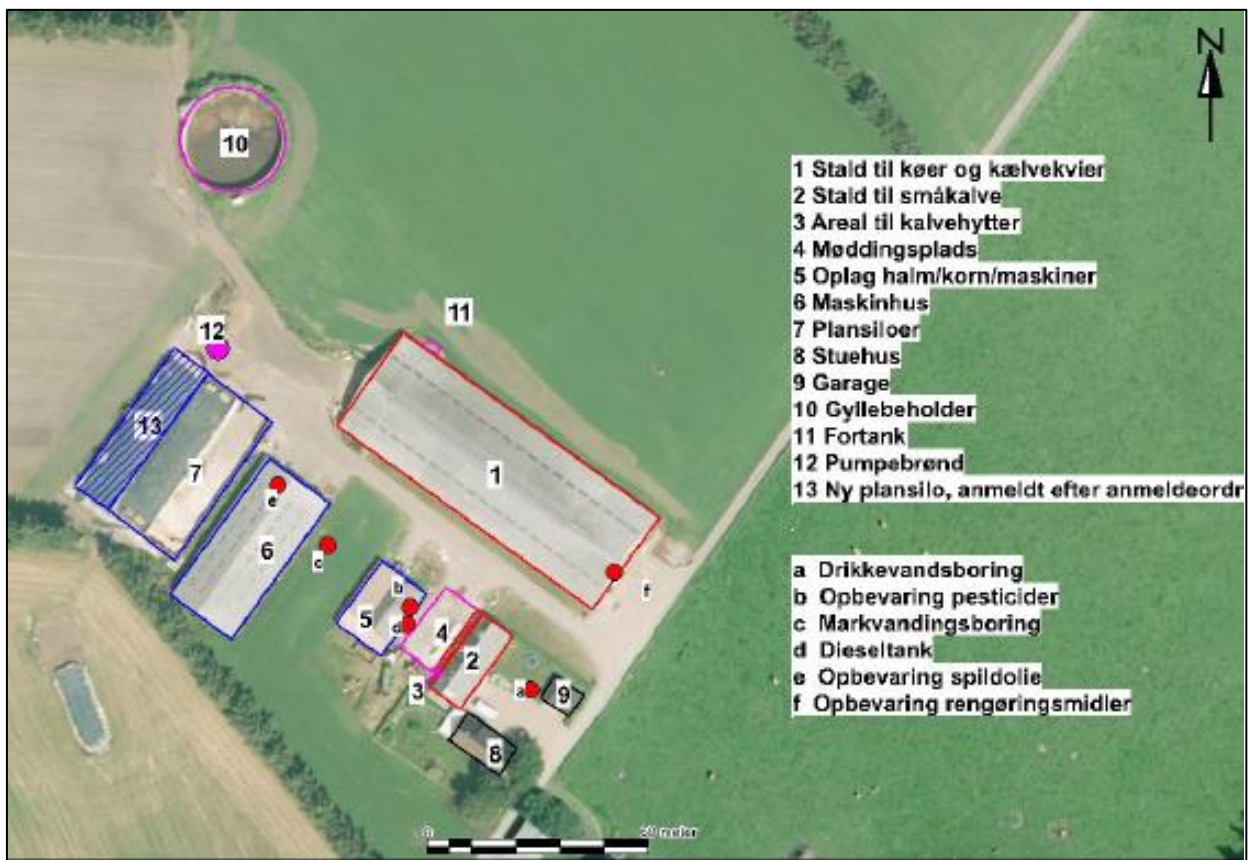 N
10
1 Stald til køer og kælvekvier
2 Stald til småkalve
3 Areal til kalvehytter
4 Møddingsplads
5 Oplag halm/korn/maskiner
6 Maskinhus
7 Plansiloer
8 Stuehus
9 Garage
10 Gyllebeholder
11 Fortank
12 Pumpebrønd
13 Ny plansilo, anmeldt efter anmeldeordr
a Drikkevandsboring
b Opbevaring pesticider
c Markvandingsboring
d Dieseltank
e Opbevaring spildolie
f Opbevaring rengøringsmidler
11
12
13
7
1
e
6
c
f
b
5
d
4
2
3
a
9
8
0
50 meter